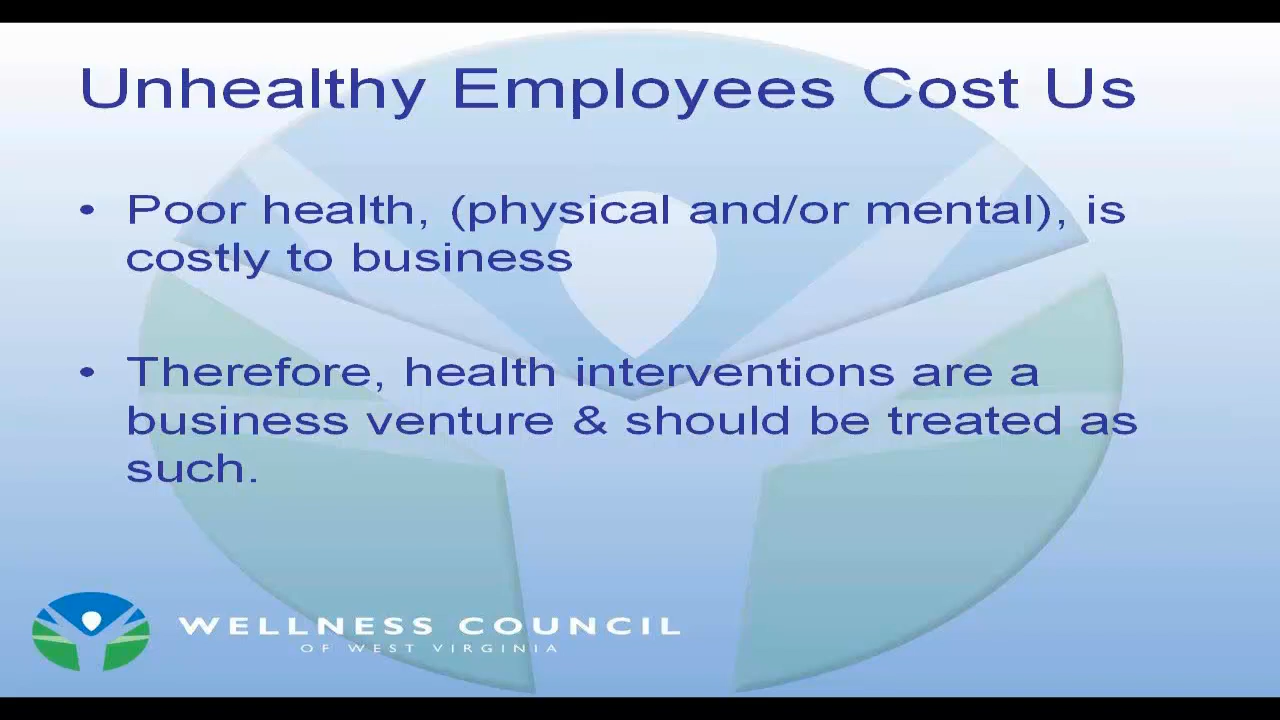 Unhealthy Employees Cost Us
• Poor health, (physical and/or mental), is
costly to business
• Therefore, health interventions are a
business venture & should be treated as
such.
WELLNESS COUNCIL
OF WEST VIRGINIA